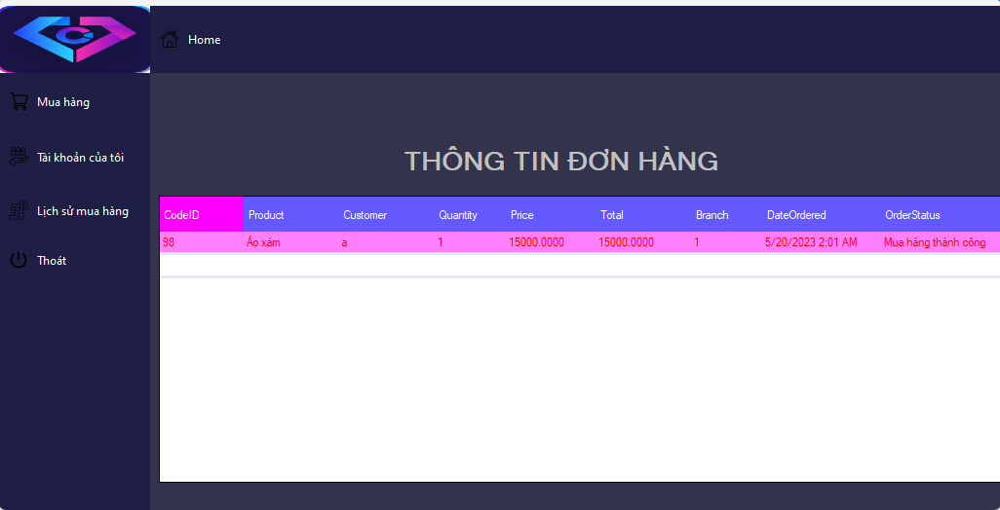 Home
Mua hàng
Tài khoản của tôi
Lịch sử mua hàng
Thoát
THÔNG TIN ĐƠN HÀNG
CodeID Product Customer Quantity Price Total Branch DateOrdered OrderStatus
98 Áo xám a 1 15000.0000 15000.0000 1 5/20/2023 2:01 AM Mua hàng thành công